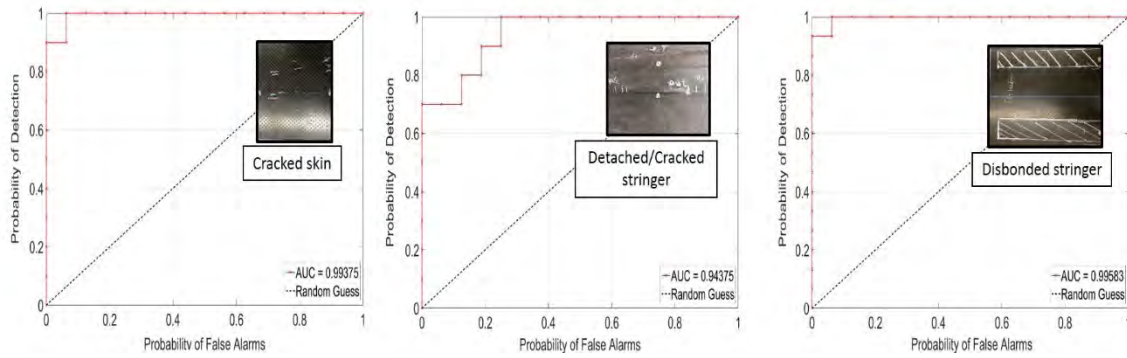 1
0.8
0.6
0.4
0.2
0
Probability of Detection
Cracked skin
AUC = 0.99375
Random Guess
0 0.2 0.4 0.6 0.8 1
Probability of False Alarms
1
0.8
0.6
0.4
0.2
0
Probability of Detection
Detached/Cracked
stringer
AUC = 0.94375
Random Guess
0 0.2 0.4 0.6 0.8 1
Probability of False Alarms
1
0.8
0.6
0.4
0.2
0
Probability of Detection
Disbonded stringer
AUC = 0.99583
Random Guess
0 0.2 0.4 0.6 0.8 1
Probability of False Alarms